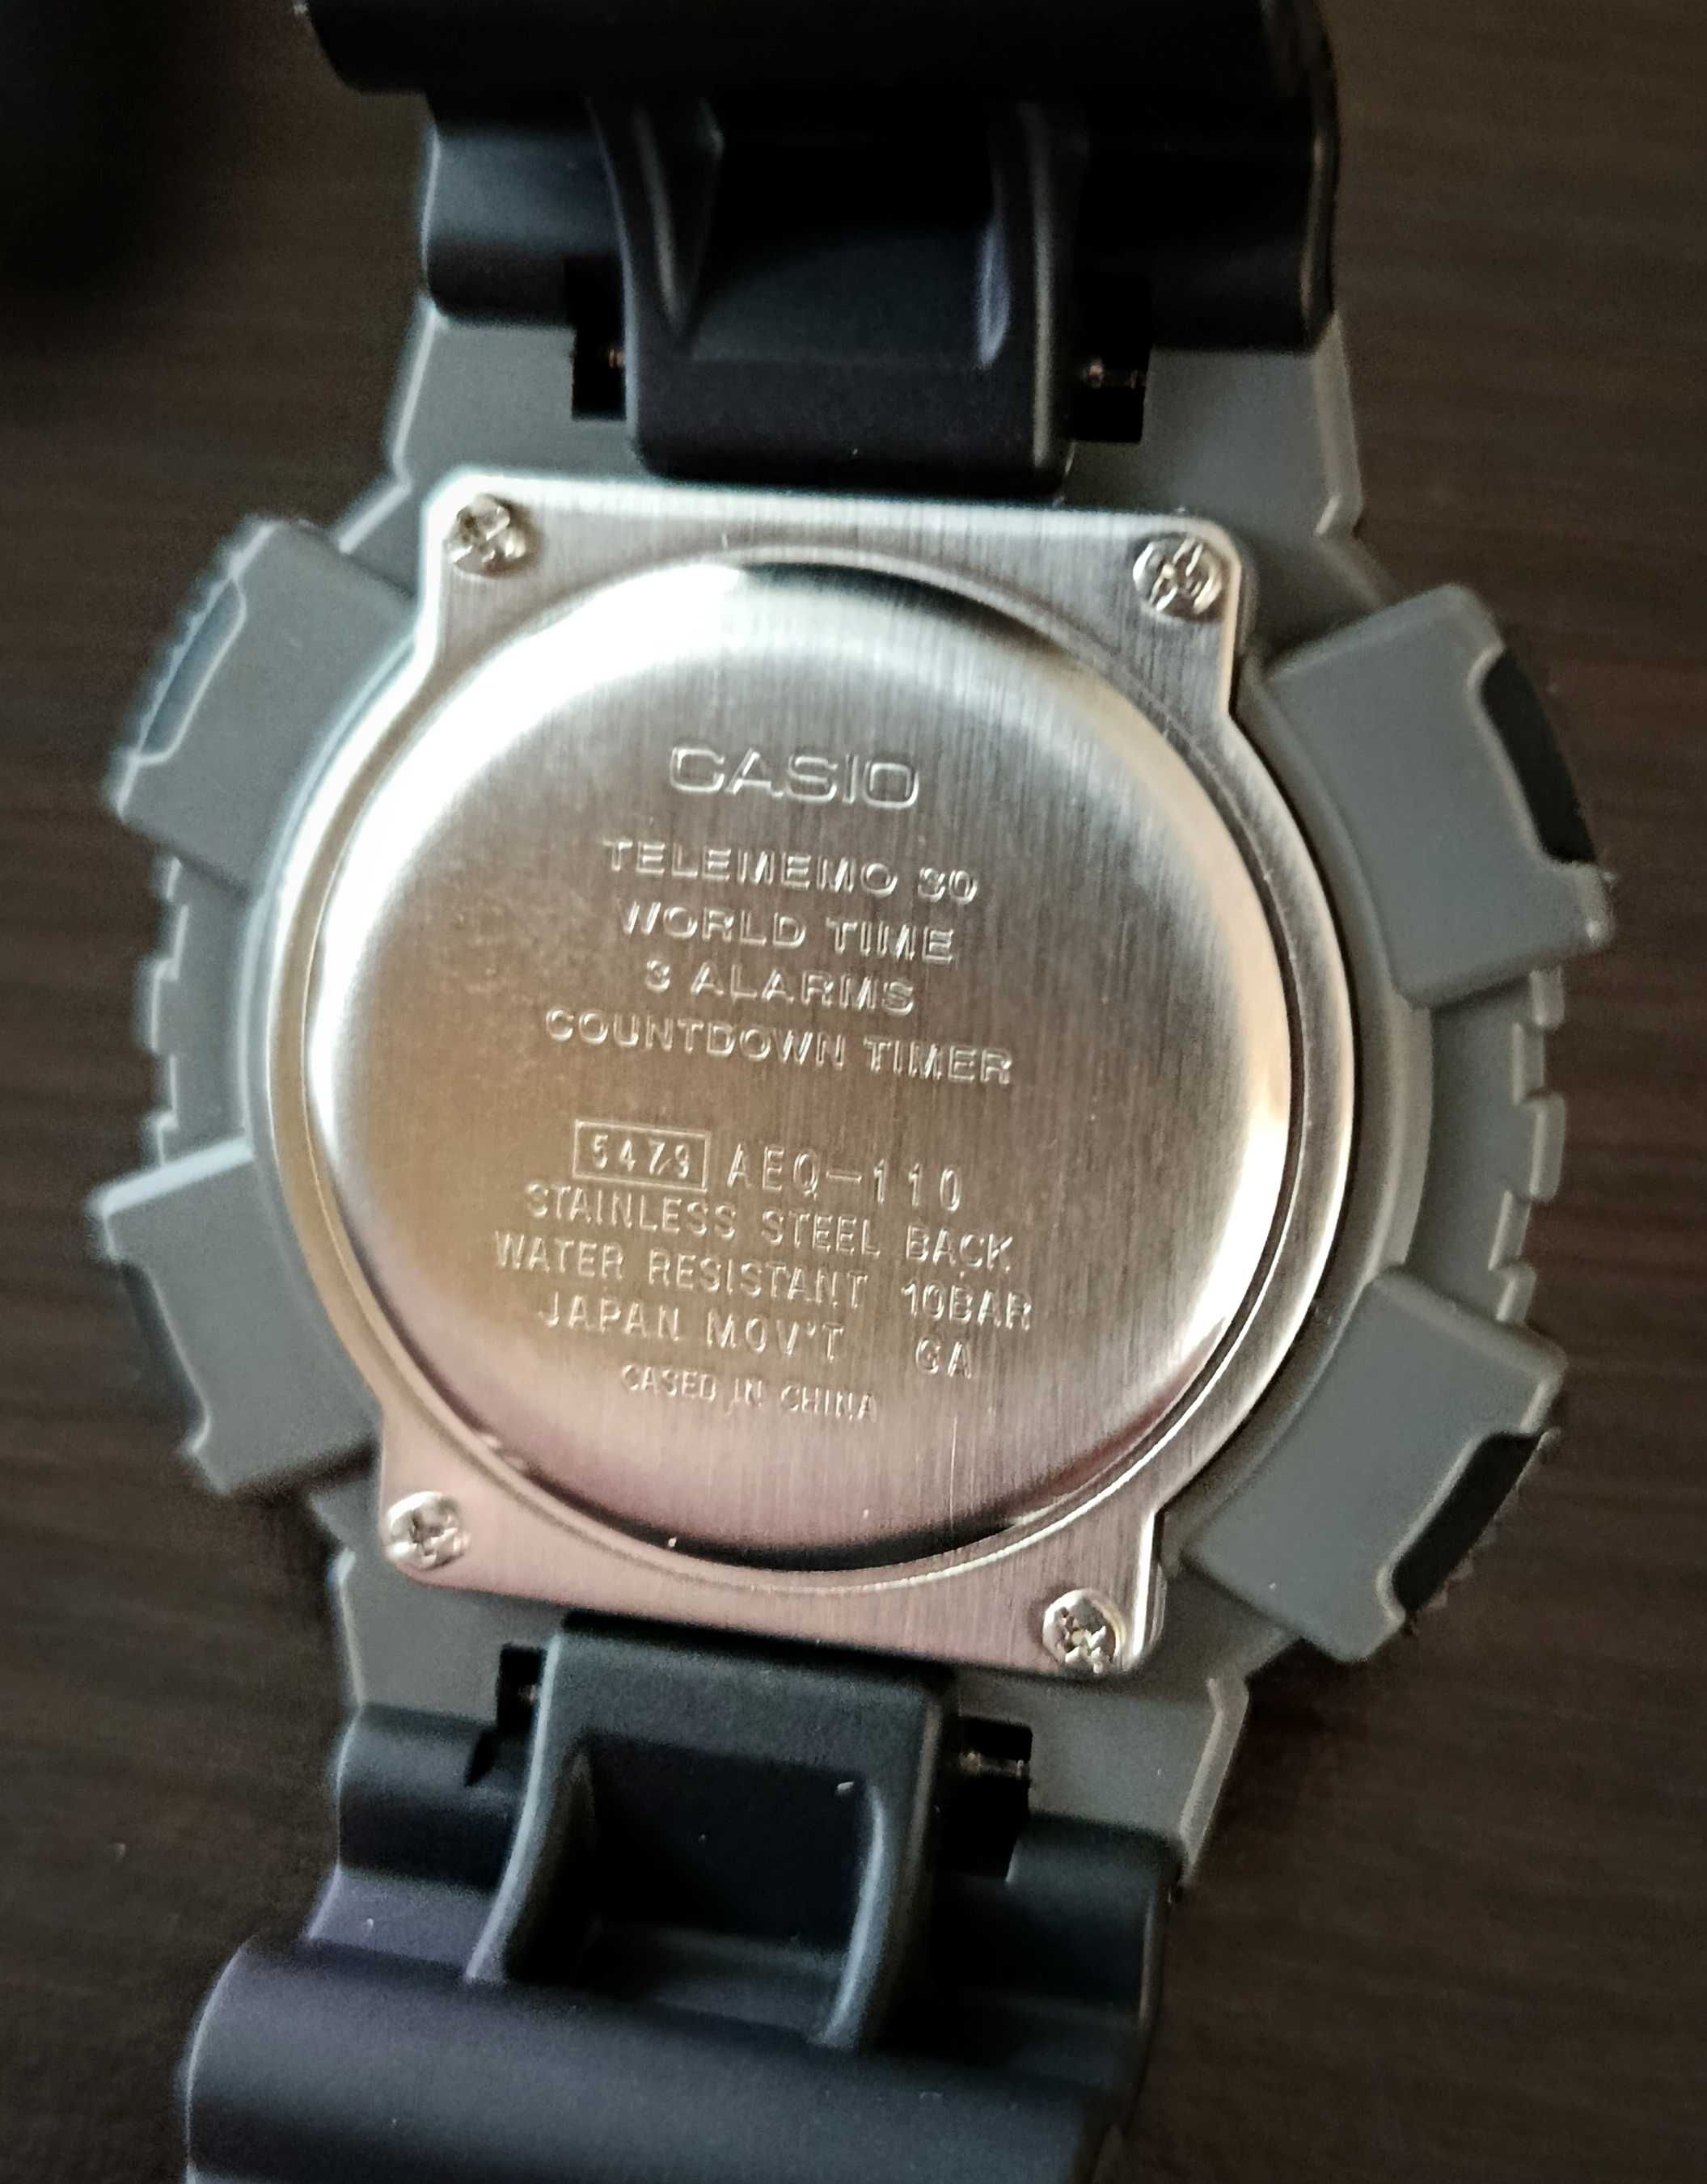 CASIO
TELEMEMO 30
WORLD TIME
3 ALARMS
COUNTDOWN TIMER
5479 AEQ-110
STAINLESS STEEL BACK
WATER RESISTANT 10BAR
JAPAN MOV'T GA
CASED IN CHINA